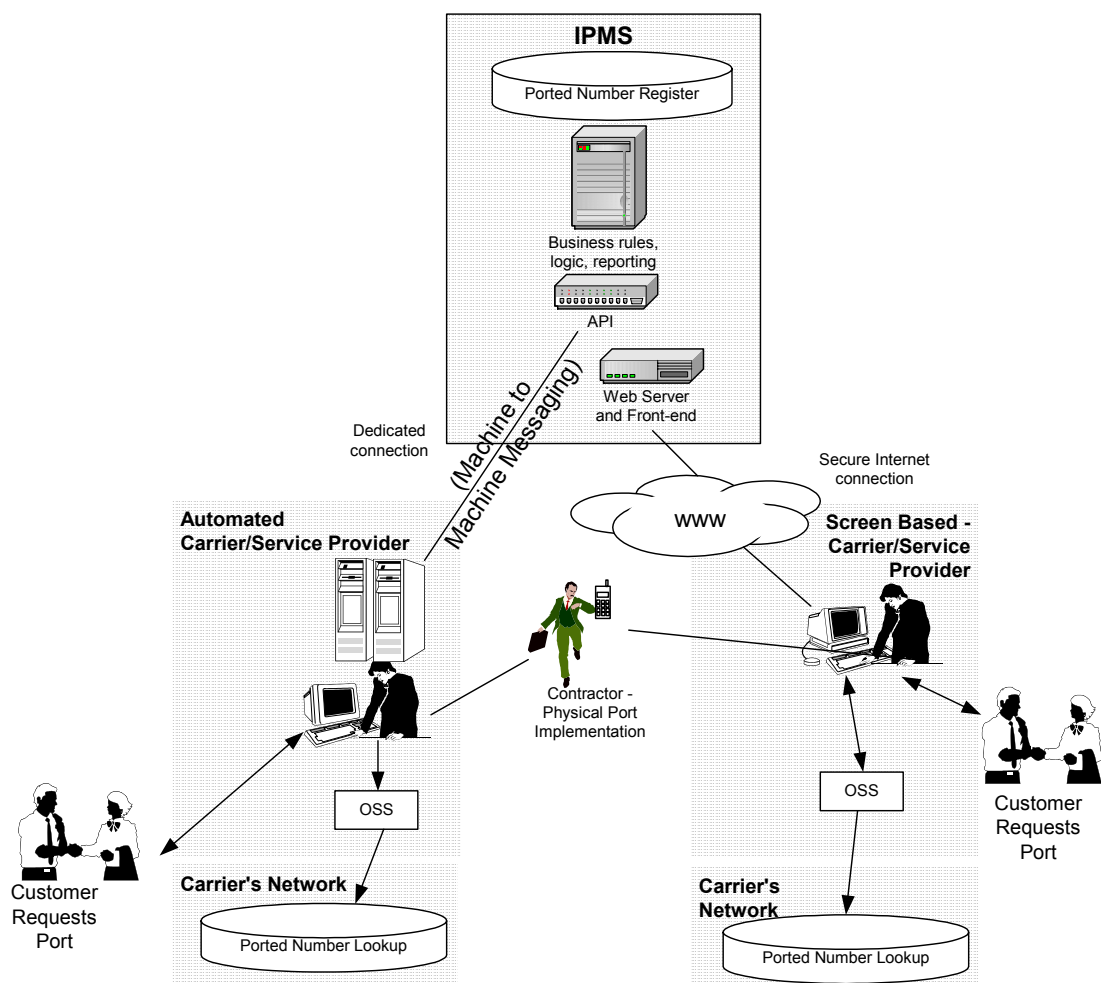 IPMS
Ported Number Register
Business rules,
logic, reporting
API
Web Server
and Front-end
Dedicated
connection
(Machine to
Machine Messaging)
Secure Internet
connection
www
Automated
Carrier/Service Provider
Screen Based -
Carrier/Service
Provider
Contractor -
Physical Port
Implementation
OSS
OSS
Customer
Requests
Port
Customer
Requests
Port
Carrier's Network
Ported Number Lookup
Carrier's
Network
Ported Number Lookup